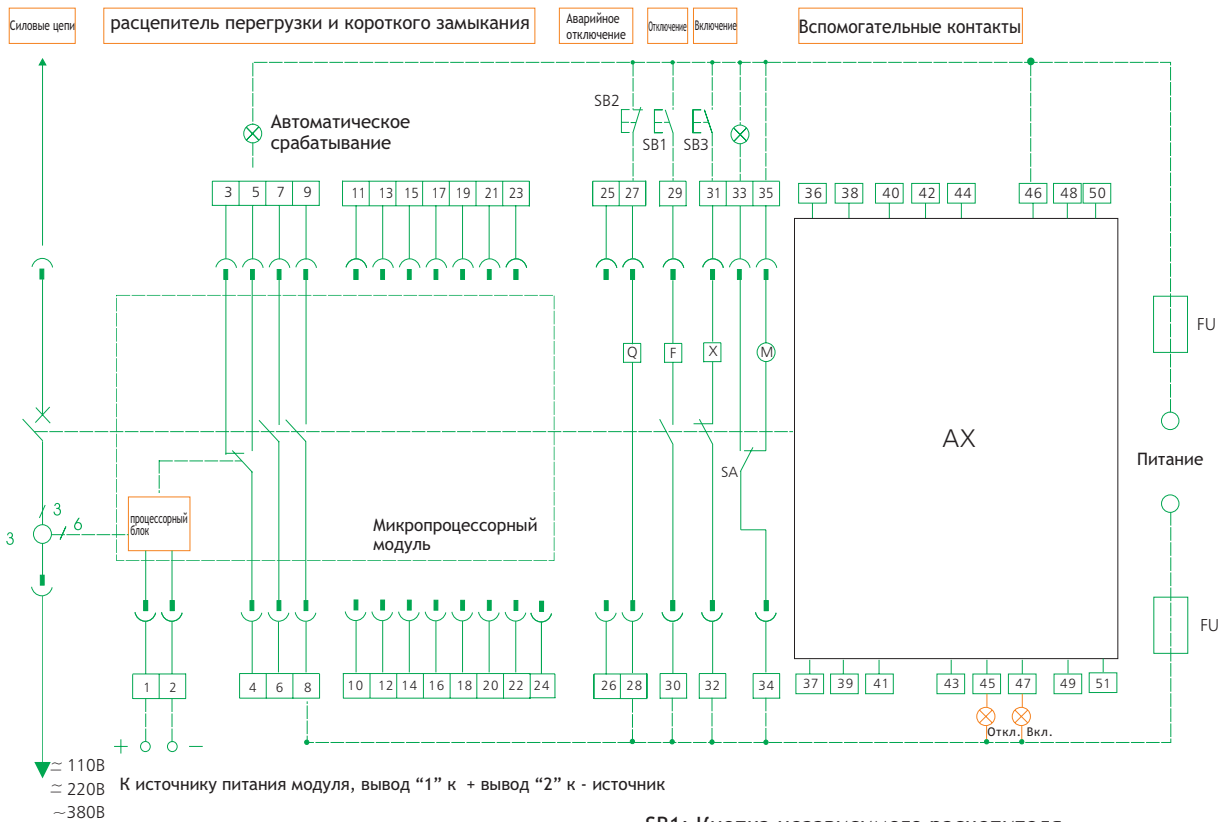 Силовые цепи
расцепитель перегрузки и короткого замыкания
Аварийное
отключение
Отключение
Включение
Вспомогательные контакты
Автоматическое
срабатывание
SB2
SB1
SB3
3 5 7 9
11 13 15 17 19 21 23
25 27
29
31 33 35
36 38 40 42 44 46 48 50
FU
Q
F
X
M
AX
Питание
SA
3
6
3
процессорный
блок
Микропроцессорный
модуль
FU
1 2
4 6 8
10 12 14 16 18 20 22 24
26 28
30
32
34
37 39 41 43 45 47 49 51
Откл. Вкл.
+ −
≃ 110В
≃ 220В
~380В
К источнику питания модуля, вывод “1” к + вывод “2” к - источник